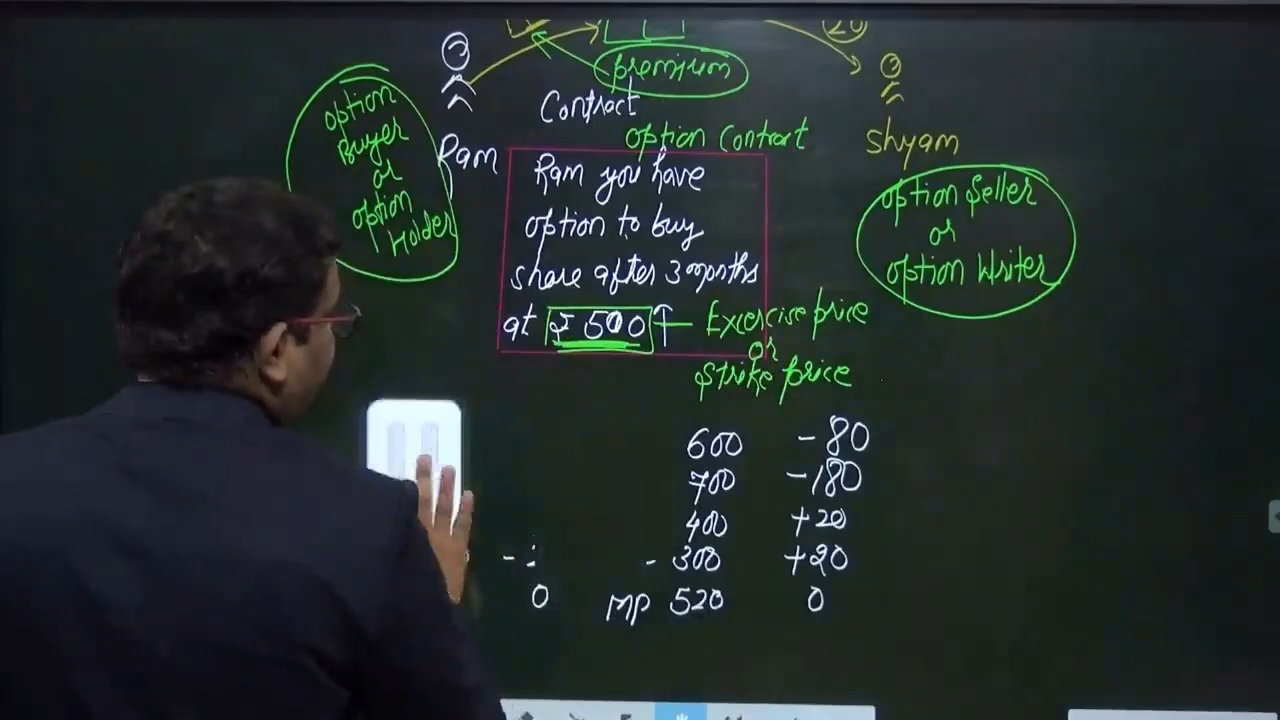 20
premium
Contract
option Contract
option
Buyer
or
option
Holder
Ram
Shyam
Ram you have
option to buy
share after 3 months
at ₹ 500
Exercise price
or
Strike price
option Seller
or
option Writer
600 - 80
700 - 180
400 + 20
- 300 + 20
0 MP 520 0